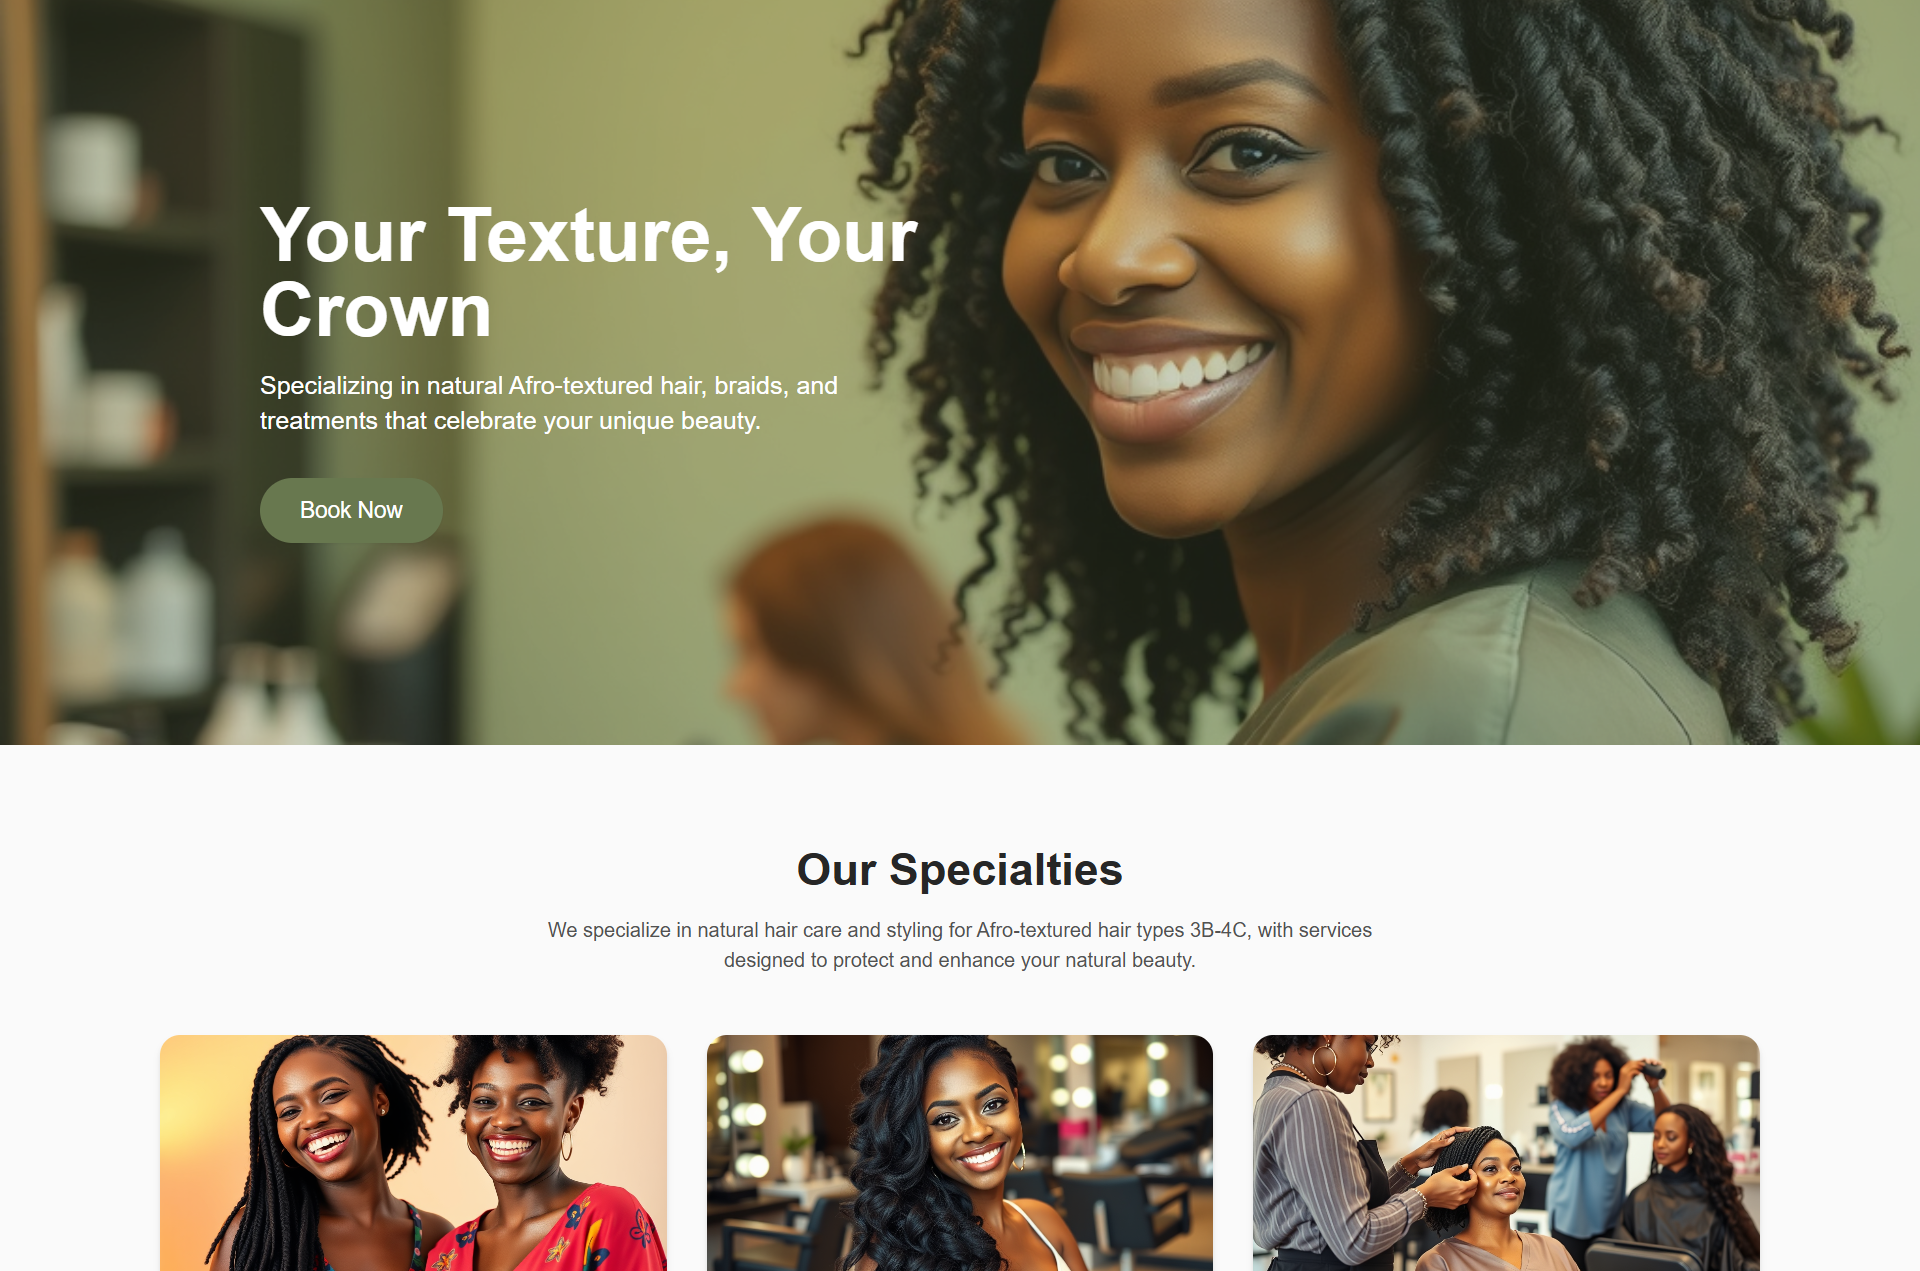 Your Texture, Your
Crown
Specializing in natural Afro-textured hair, braids, and
treatments that celebrate your unique beauty.
Book Now
Our Specialties
We specialize in natural hair care and styling for Afro-textured hair types 3B-4C, with services
designed to protect and enhance your natural beauty.